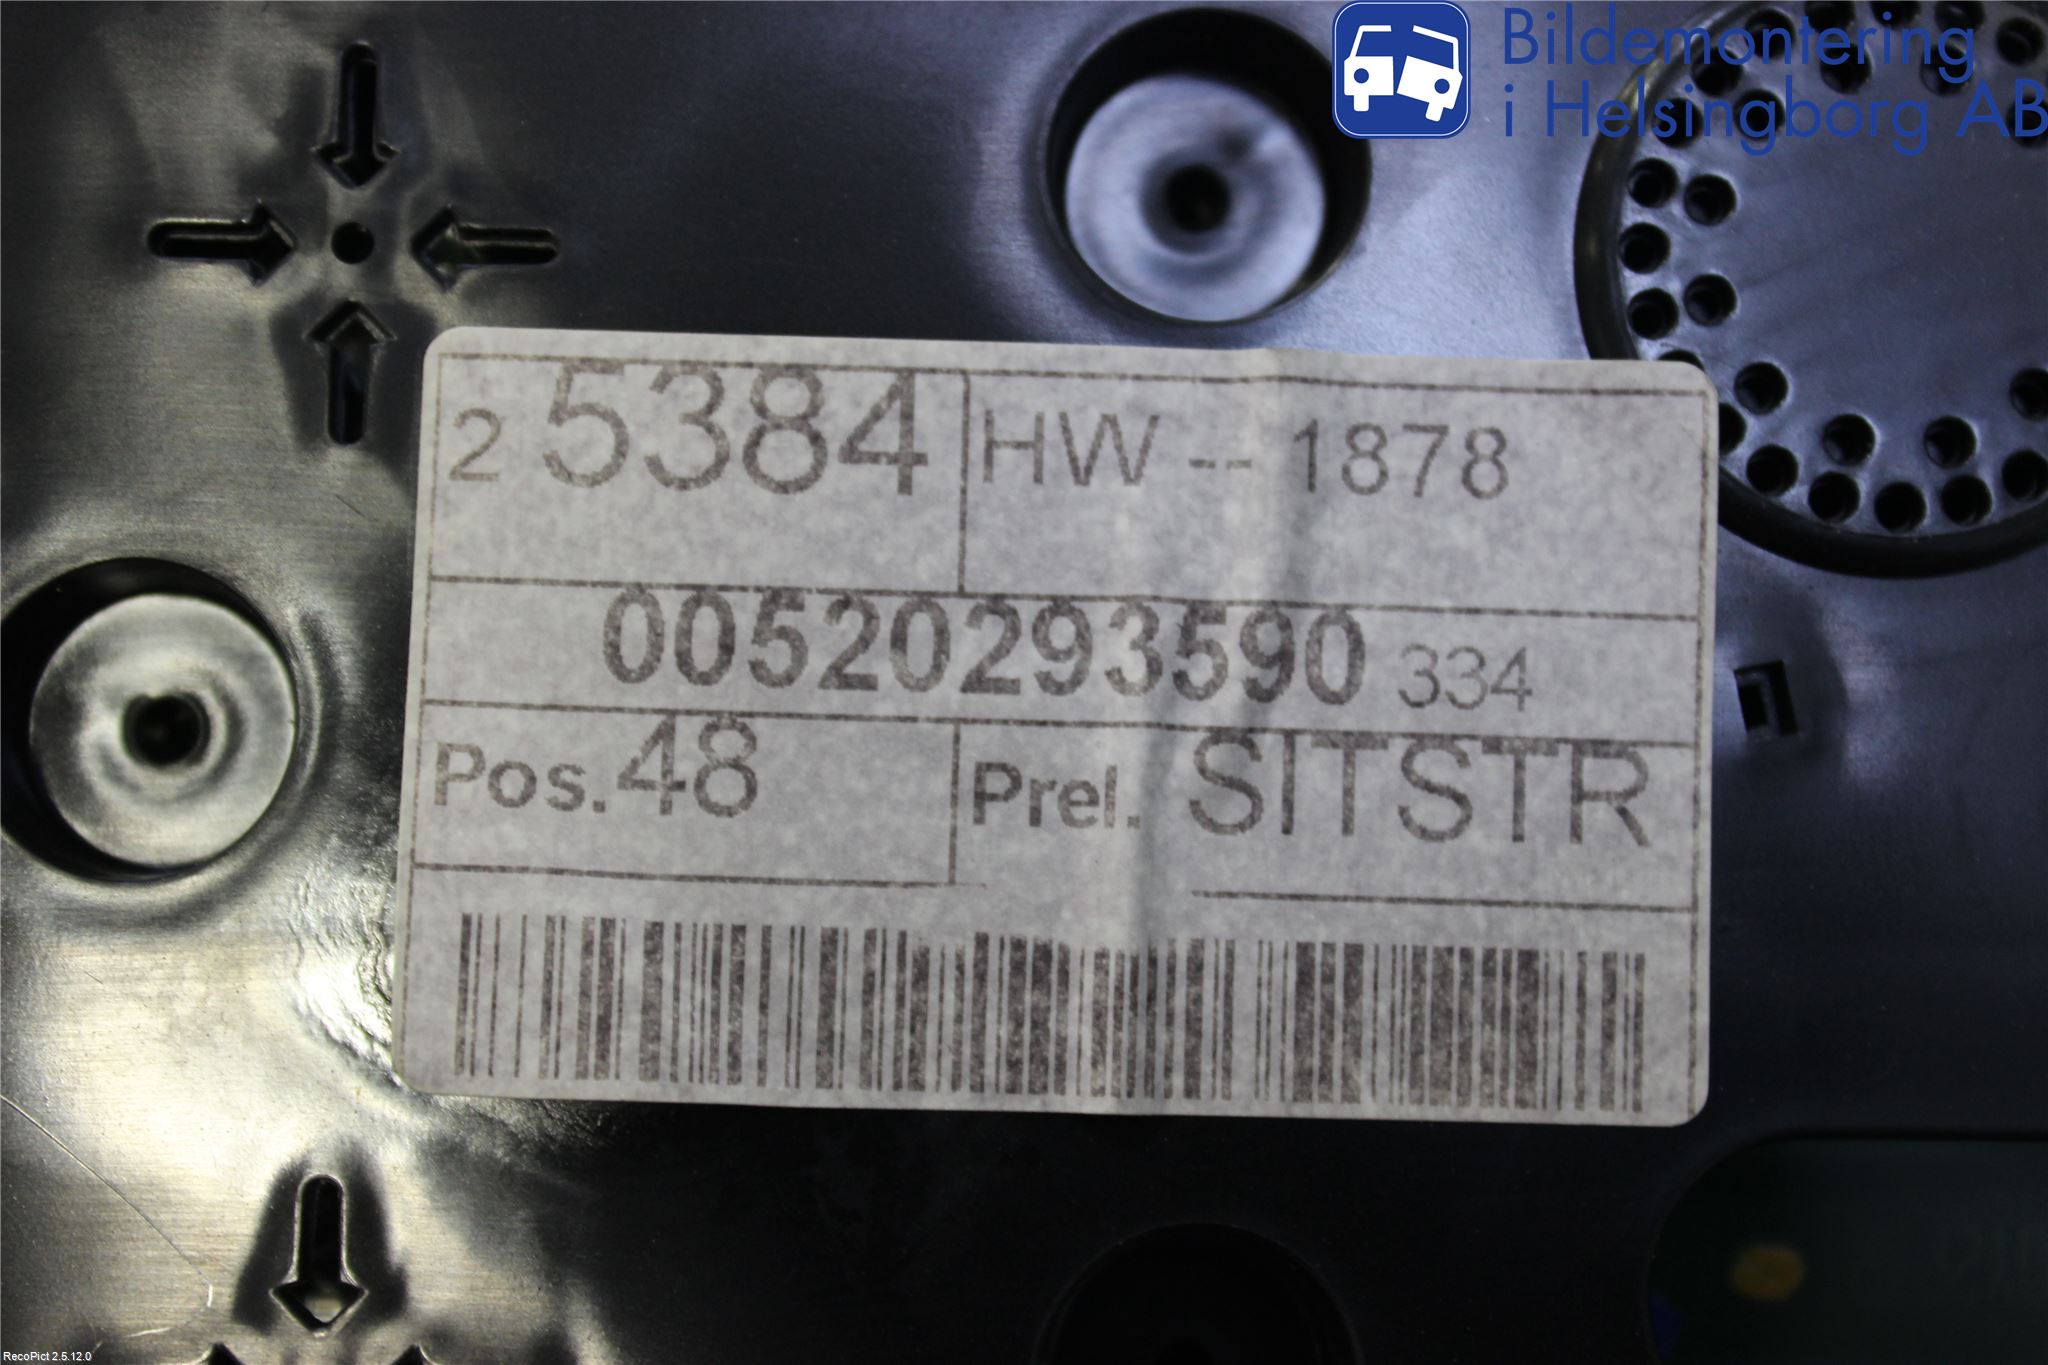 Bildemontering
i Helsingborg AB
2 5384 HW -- 1878
00520293590 334
Pos. 48 Prel. SITSTR
RecoPict 2.5.12.0